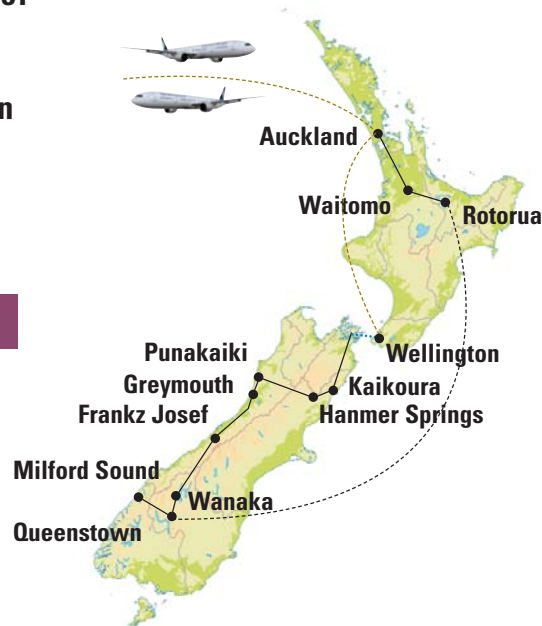 n
Auckland
Waitomo
Rotorua
Wellington
Punakaiki
Greymouth
Kaikoura
Frankz Josef
Hanmer Springs
Milford Sound
Wanaka
Queenstown